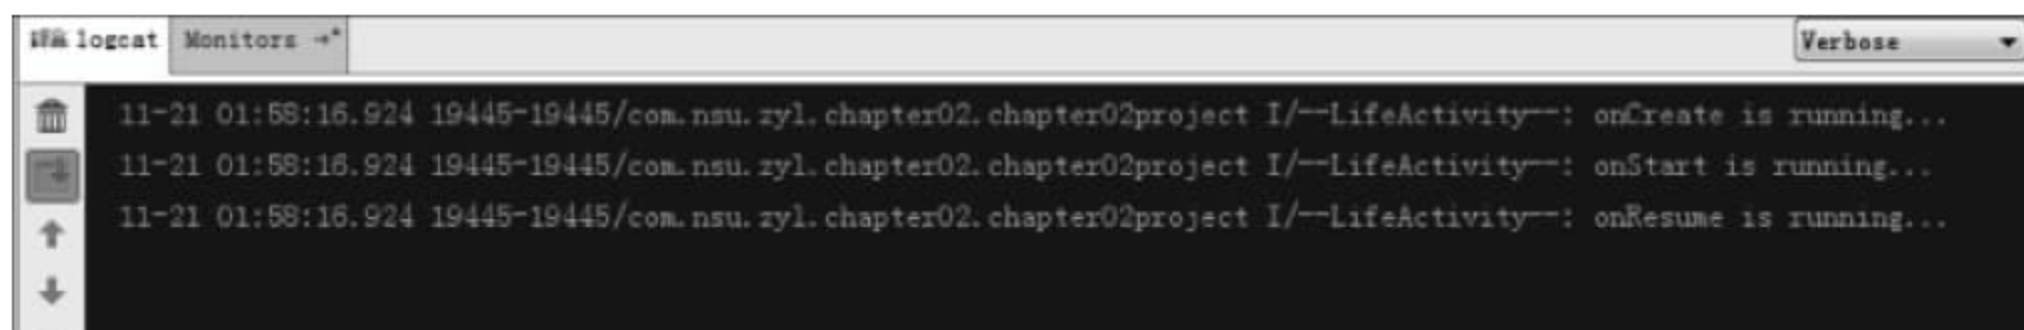 logcat Monitors Verbose
11-21 01:58:16.924 19445-19445/com.nsu.zyl.chapter02.chapter02project I/--LifeActivity--: onCreate is running...
11-21 01:58:16.924 19445-19445/com.nsu.zyl.chapter02.chapter02project I/--LifeActivity--: onStart is running...
11-21 01:58:16.924 19445-19445/com.nsu.zyl.chapter02.chapter02project I/--LifeActivity--: onResume is running...